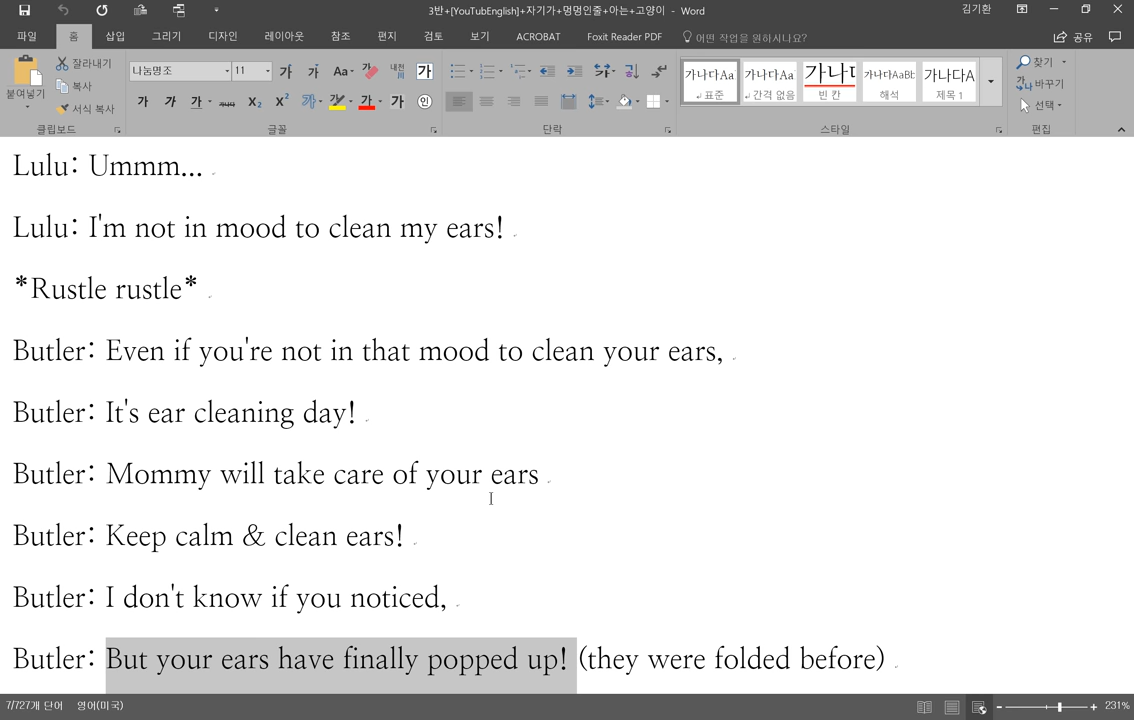 3반+[YouTubEnglish]+자기가+멍멍인줄+아는+고양이 - Word
김기환
파일 홈 삽입 그리기 디자인 레이아웃 참조 편지 검토 보기 ACROBAT Foxit Reader PDF 어떤 작업을 원하시나요? 공유
붙여넣기
잘라내기
복사
서식 복사
클립보드
나눔명조 11
글꼴
단락
가나다Aa 표준
가나다Aa 간격 없음
빈 칸
가나다AaBb 해석
가나다A 제목 1
스타일
찾기
바꾸기
선택
편집
Lulu: Ummm...
Lulu: I'm not in mood to clean my ears!
*Rustle rustle*
Butler: Even if you're not in that mood to clean your ears,
Butler: It's ear cleaning day!
Butler: Mommy will take care of your ears
Butler: Keep calm & clean ears!
Butler: I don't know if you noticed,
Butler: But your ears have finally popped up! (they were folded before)
7/727개 단어 영어(미국) 231%